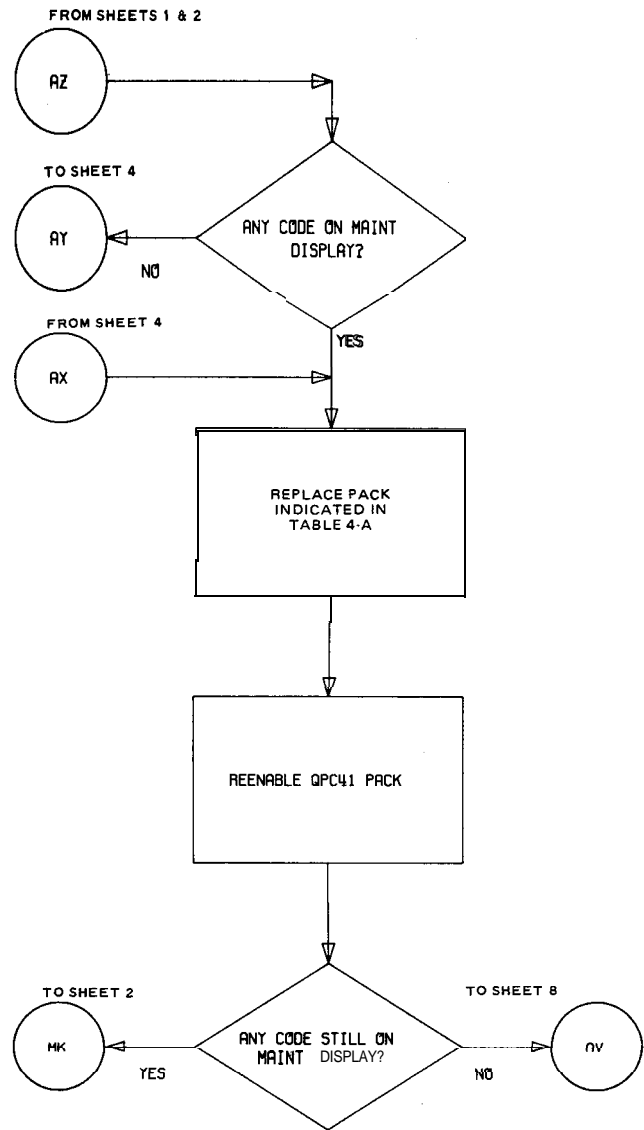 FROM SHEETS 1 & 2
AZ
TO SHEET 4
AY
ANY CODE ON MAINT
DISPLAY?
NO
YES
FROM SHEET 4
AX
REPLACE PACK
INDICATED IN
TABLE 4-A
REENABLE QPC41 PACK
TO SHEET 2
MK
YES
ANY CODE STILL ON
MAINT DISPLAY?
TO SHEET 8
NO